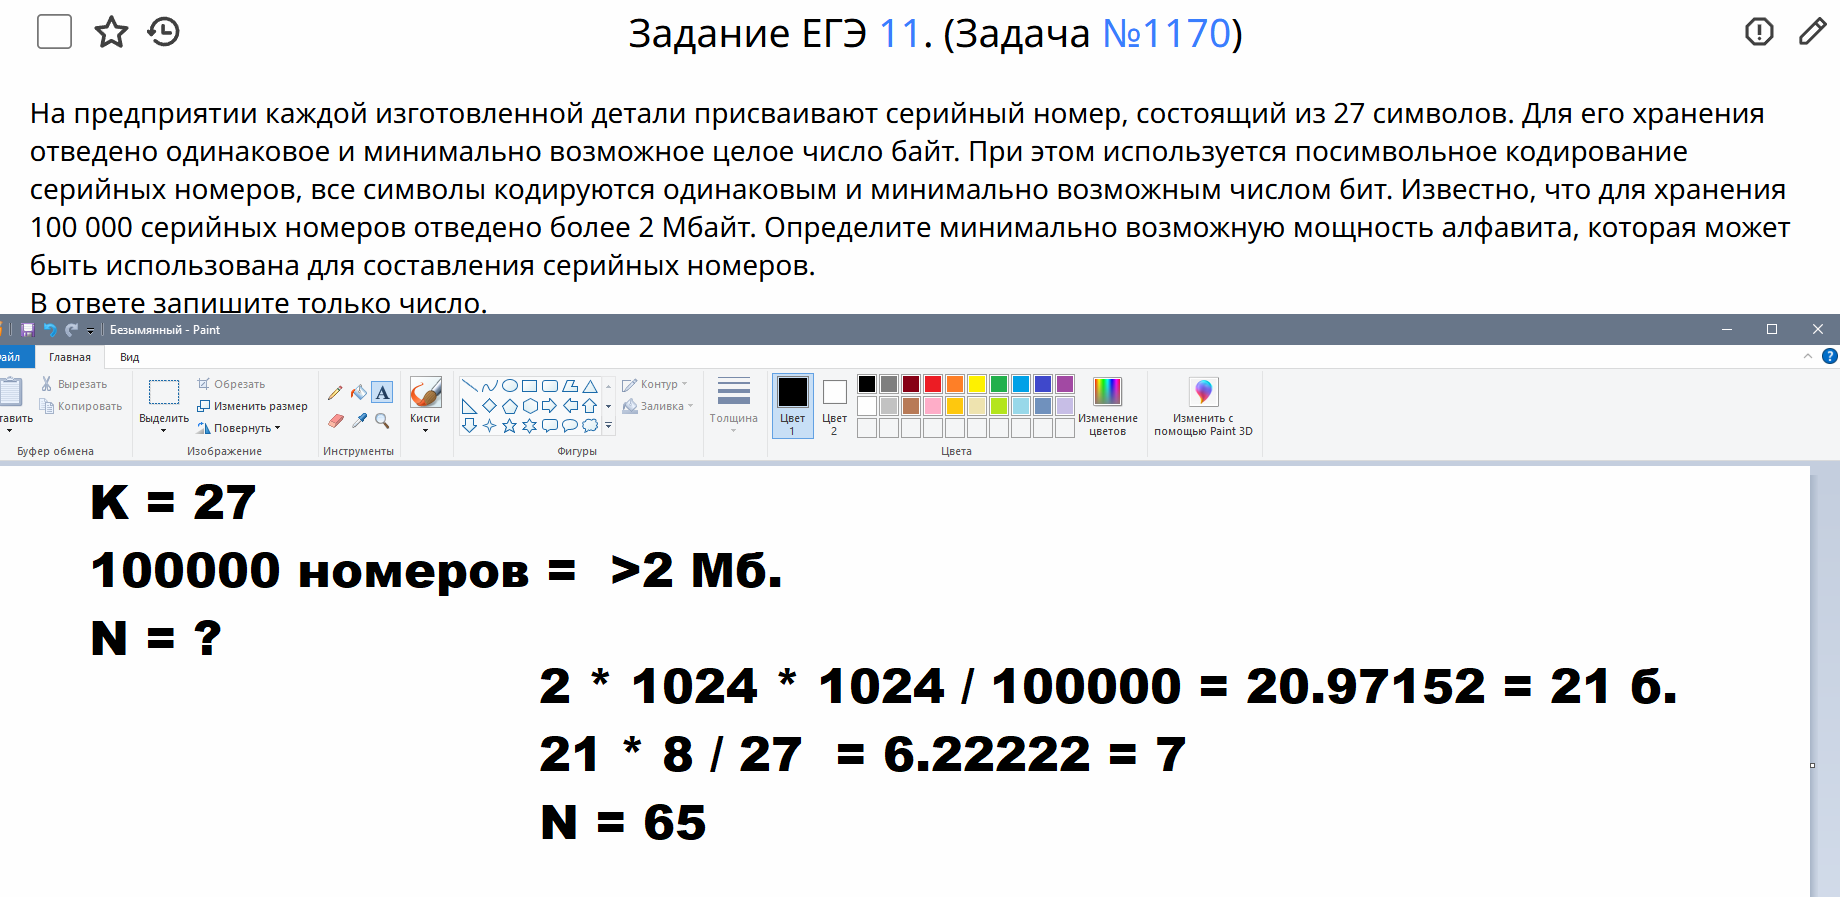 Задание ЕГЭ 11. (Задача №1170)
На предприятии каждой изготовленной детали присваивают серийный номер, состоящий из 27 символов. Для его хранения
отведено одинаковое и минимально возможное целое число байт. При этом используется посимвольное кодирование
серийных номеров, все символы кодируются одинаковым и минимально возможным числом бит. Известно, что для хранения
100 000 серийных номеров отведено более 2 Мбайт. Определите минимально возможную мощность алфавита, которая может
быть использована для составления серийных номеров.
В ответе запишите только число.
Безымянный - Paint
айл Главная Вид
тавить
Вырезать
Копировать
Буфер обмена
Выделить
Обрезать
Изменить размер
Повернуть
Изображение
A
Инструменты
Кисти
Контур
Заливка
Фигуры
Толщина
Цвет 1
Цвет 2
Изменение цветов
Цвета
Изменить с помощью Paint 3D
K = 27
100000 номеров = >2 Мб.
N = ?
2 * 1024 * 1024 / 100000 = 20.97152 = 21 б.
21 * 8 / 27 = 6.22222 = 7
N = 65